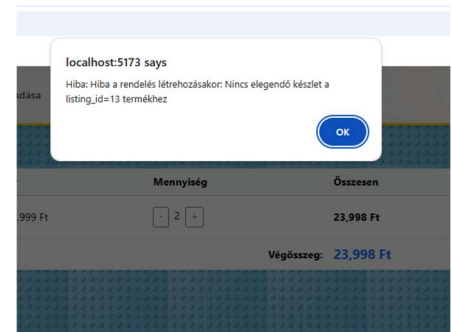 localhost:5173 says
Hiba: Hiba a rendelés létrehozásakor: Nincs elegendő készlet a
listing_id=13 termékhez
OK
dása
Mennyiség Összesen
,999 Ft - 2 + 23,998 Ft
Végösszeg: 23,998 Ft